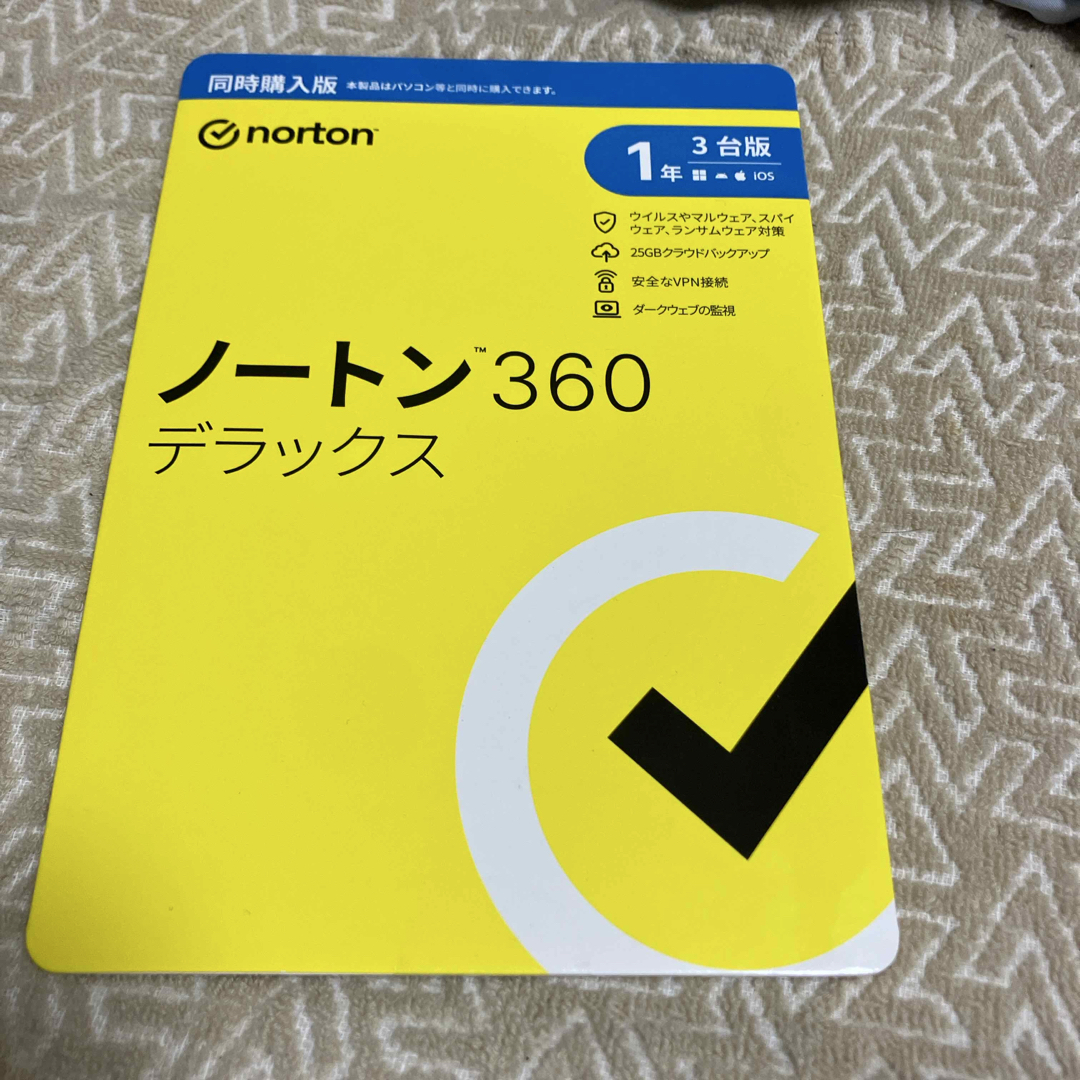 同時購入版 本製品はパソコン等と同時に購入できます。
norton™
1年
3台版
iOS
ウイルスやマルウェア、スパイ
ウェア、ランサムウェア対策
25GBクラウドバックアップ
安全なVPN接続
ダークウェブの監視
ノートン™ 360
デラックス